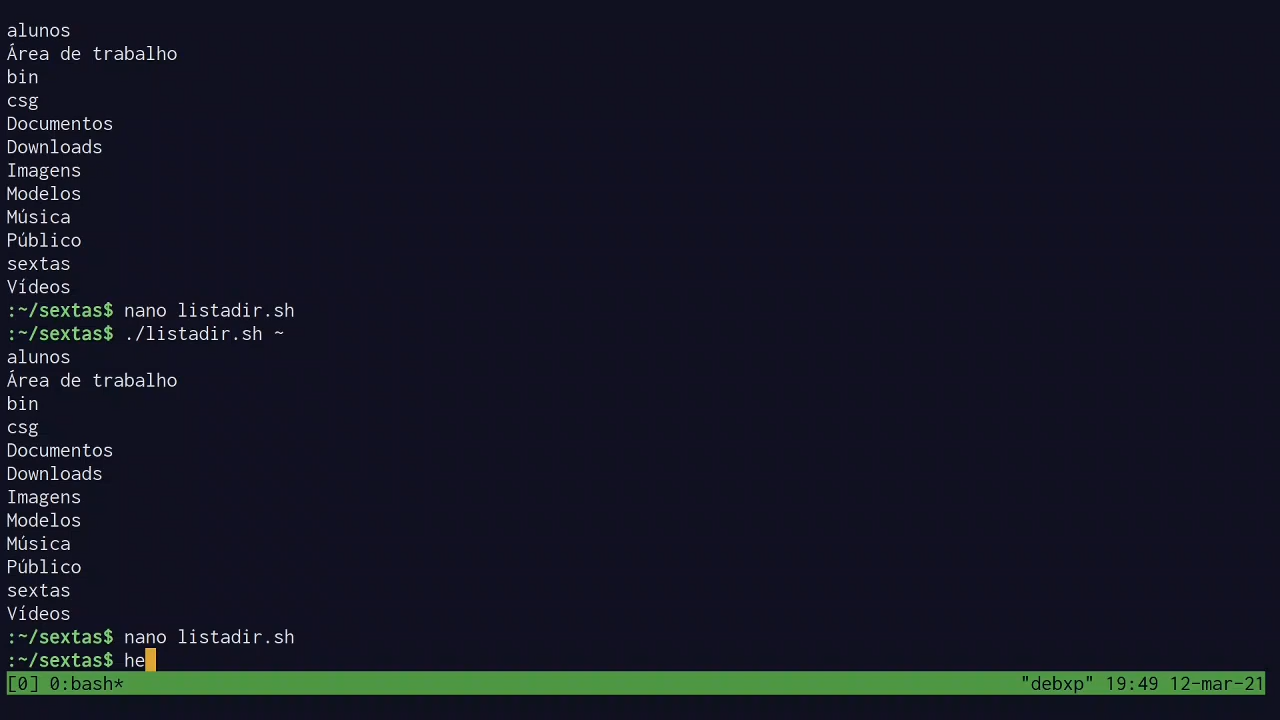 alunos
Área de trabalho
bin
csg
Documentos
Downloads
Imagens
Modelos
Música
Público
sextas
Vídeos
:~/sextas$ nano listadir.sh
:~/sextas$ ./listadir.sh ~
alunos
Área de trabalho
bin
csg
Documentos
Downloads
Imagens
Modelos
Música
Público
sextas
Vídeos
:~/sextas$ nano listadir.sh
:~/sextas$ he
[0] 0:bash* "debxp" 19:49 12-mar-21